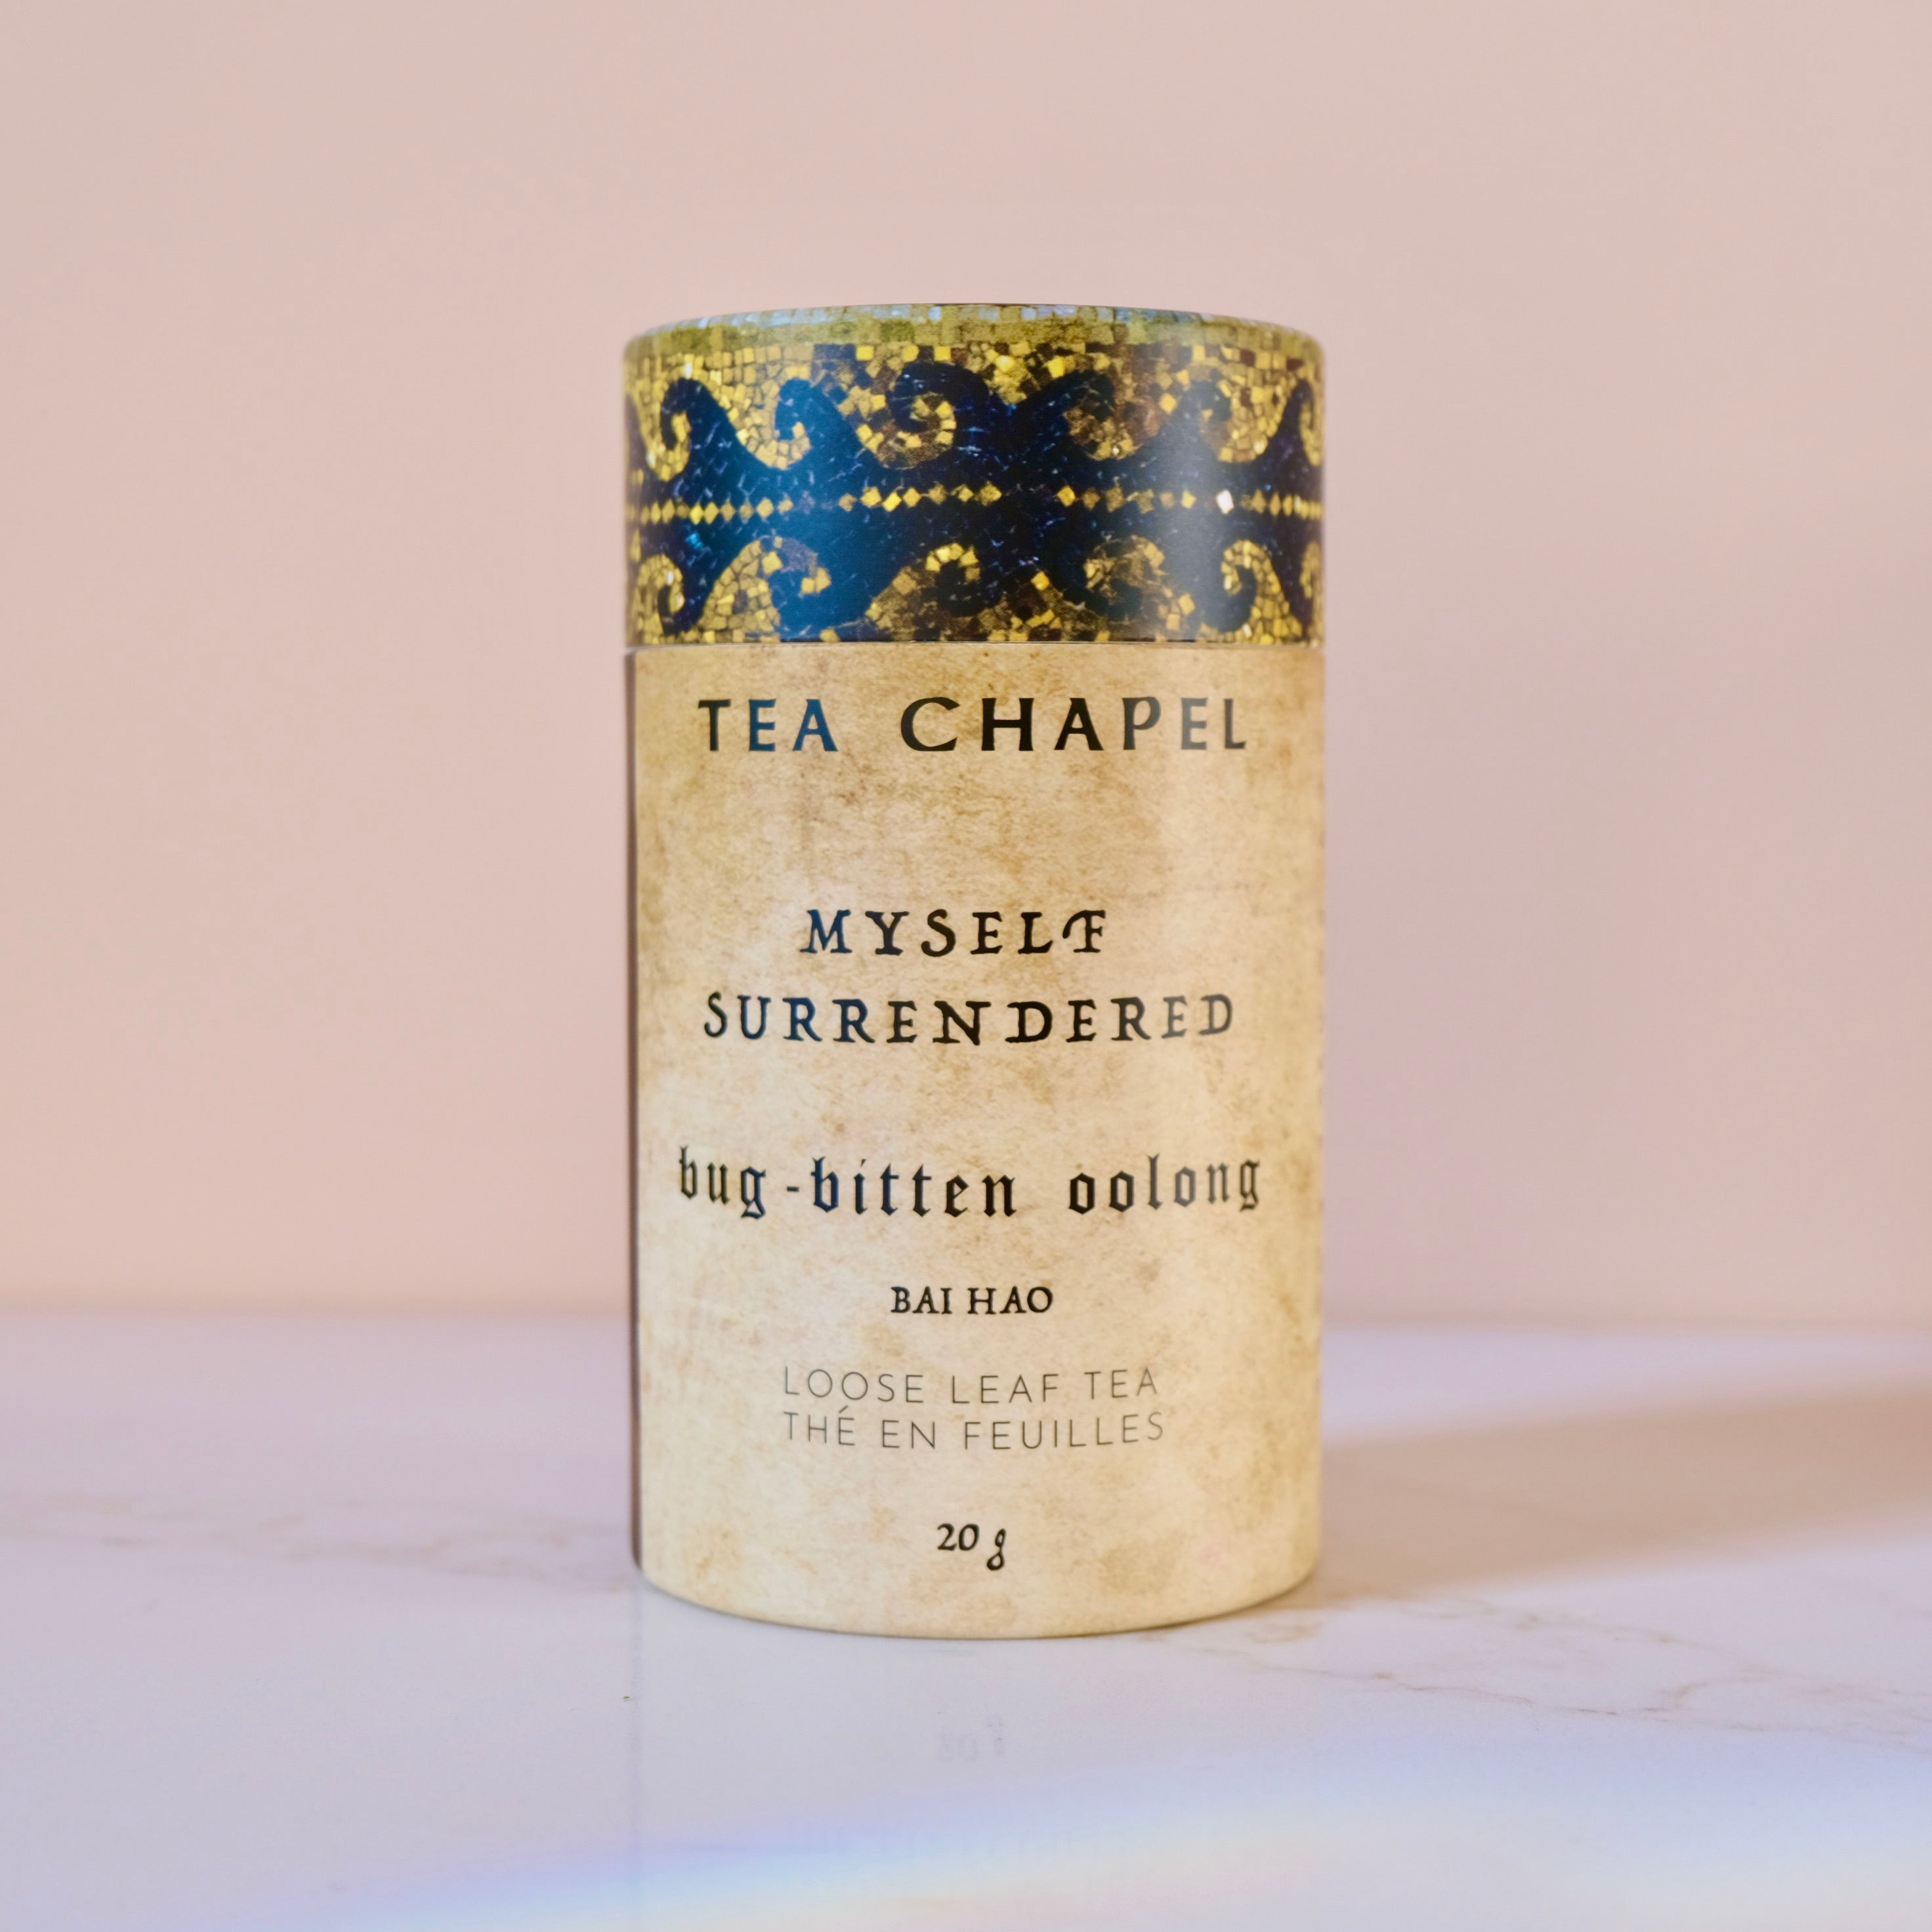 TEA CHAPEL
MYSELF
SURRENDERED
bug-bitten oolong
BAI HAO
LOOSE LEAF TEA
THÉ EN FEUILLES
20 g